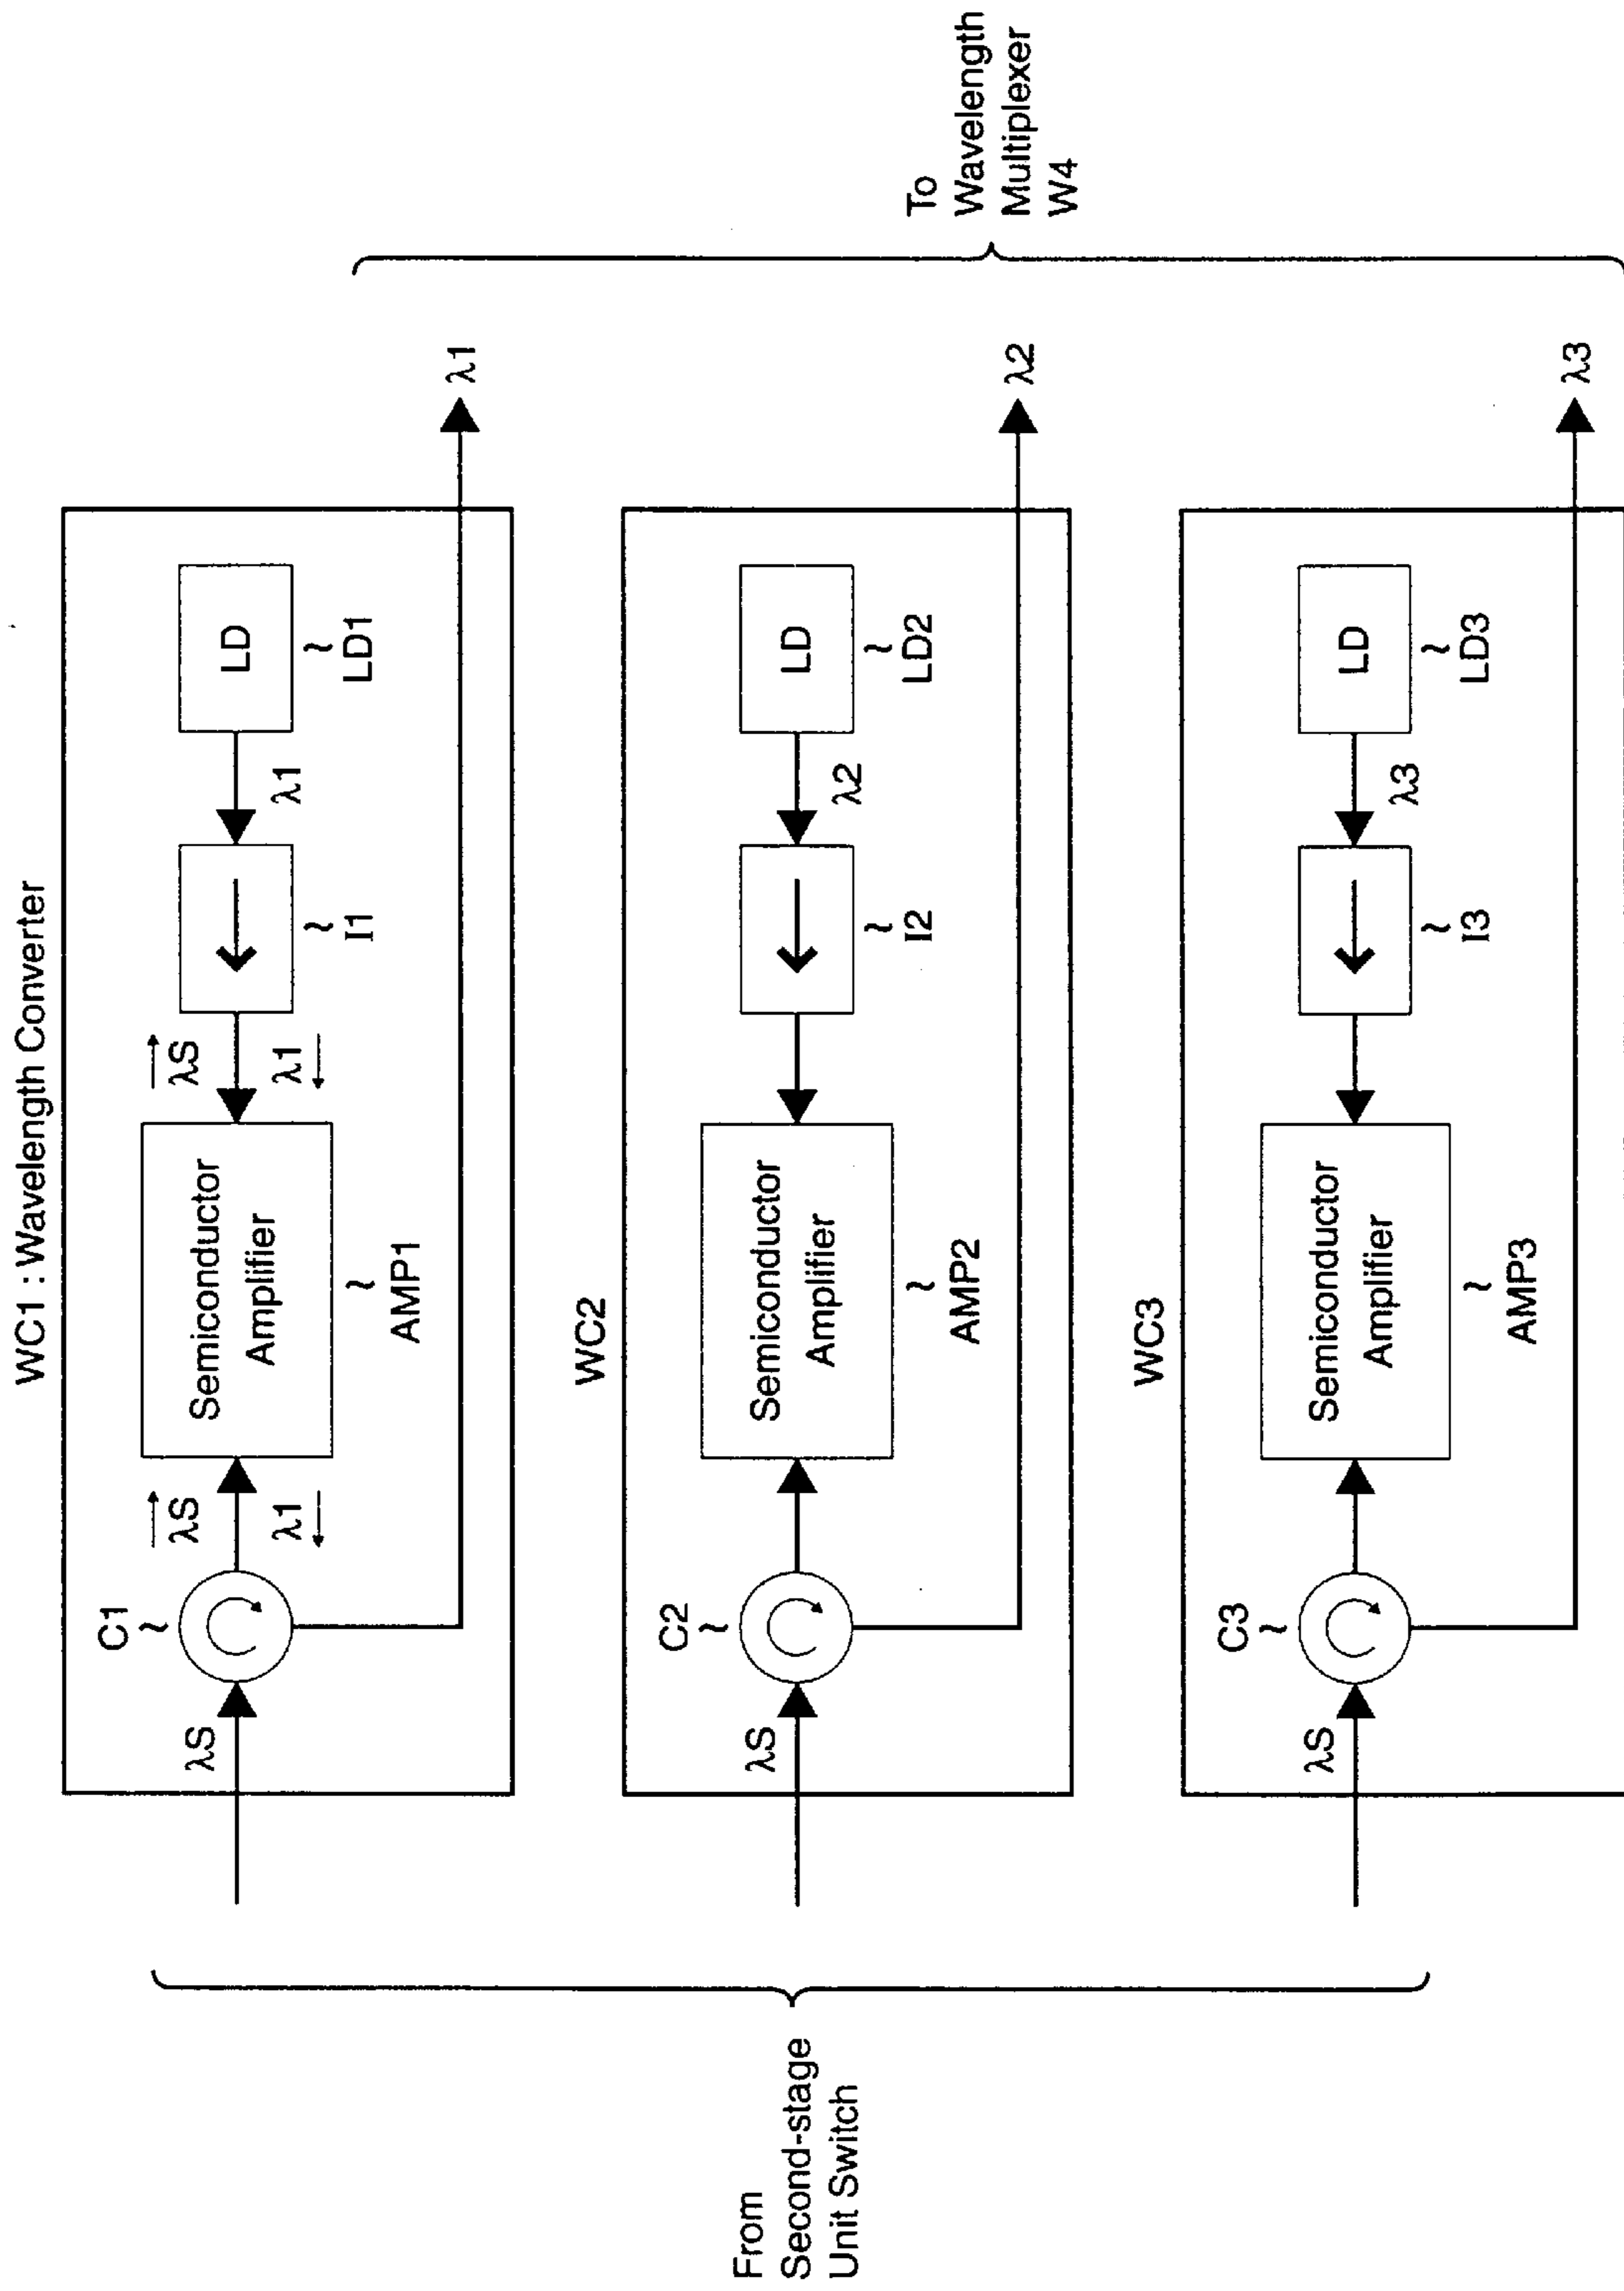 WC1 : Wavelength Converter
C1
λS
λS
λ1
Semiconductor
Amplifier
AMP1
λS
λ1
I1
λ1
LD
LD1
λ1
WC2
C2
λS
Semiconductor
Amplifier
AMP2
I2
λ2
LD
LD2
λ2
WC3
C3
λS
Semiconductor
Amplifier
AMP3
I3
λ3
LD
LD3
λ3
From
Second-stage
Unit Switch
To
Wavelength
Multiplexer
W4